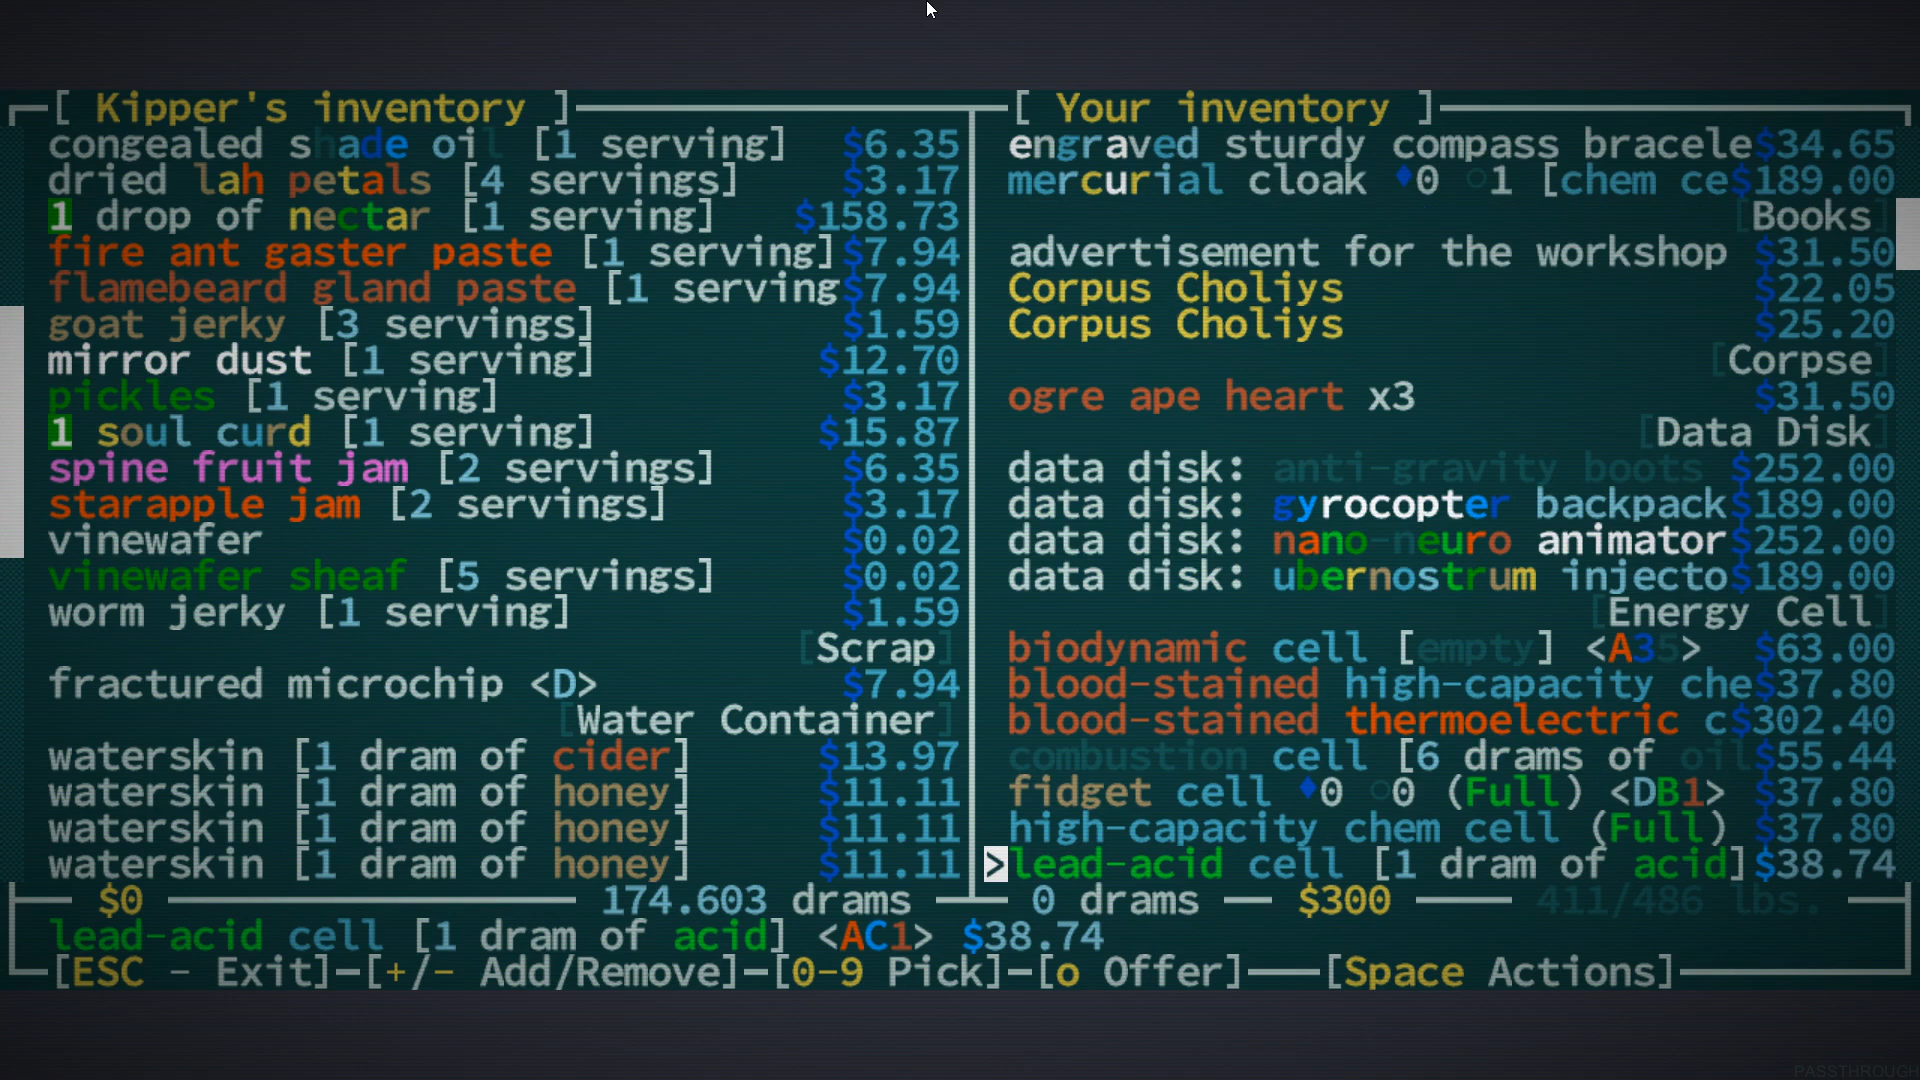 [ Kipper's inventory ]
congealed shade oil [1 serving] $6.35
dried lah petals [4 servings] $3.17
1 drop of nectar [1 serving] $158.73
fire ant gaster paste [1 serving] $7.94
flamebeard gland paste [1 serving $7.94
goat jerky [3 servings] $1.59
mirror dust [1 serving] $12.70
pickles [1 serving] $3.17
1 soul curd [1 serving] $15.87
spine fruit jam [2 servings] $6.35
starapple jam [2 servings] $3.17
vinewafer $0.02
vinewafer sheaf [5 servings] $0.02
worm jerky [1 serving] $1.59
[Scrap]
fractured microchip <D> $7.94
[Water Container]
waterskin [1 dram of cider] $13.97
waterskin [1 dram of honey] $11.11
waterskin [1 dram of honey] $11.11
waterskin [1 dram of honey] $11.11
[ Your inventory ]
engraved sturdy compass bracele$34.65
mercurial cloak ♦0 ○1 [chem ce$189.00
[Books]
advertisement for the workshop $31.50
Corpus Choliys $22.05
Corpus Choliys $25.20
[Corpse]
ogre ape heart x3 $31.50
[Data Disk]
data disk: anti-gravity boots $252.00
data disk: gyrocopter backpack$189.00
data disk: nano-neuro animator$252.00
data disk: ubernostrum injecto$189.00
[Energy Cell]
biodynamic cell [empty] <A35> $63.00
blood-stained high-capacity che$37.80
blood-stained thermoelectric c$302.40
combustion cell [6 drams of oil$55.44
fidget cell ♦0 ○0 (Full) <DB1> $37.80
high-capacity chem cell (Full) $37.80
>lead-acid cell [1 dram of acid]$38.74
$0 174.603 drams 0 drams $300 411/486 lbs.
lead-acid cell [1 dram of acid] <AC1> $38.74
[ESC - Exit]-[+/- Add/Remove]-[0-9 Pick]-[o Offer] [Space Actions]
PASSTHROUGH